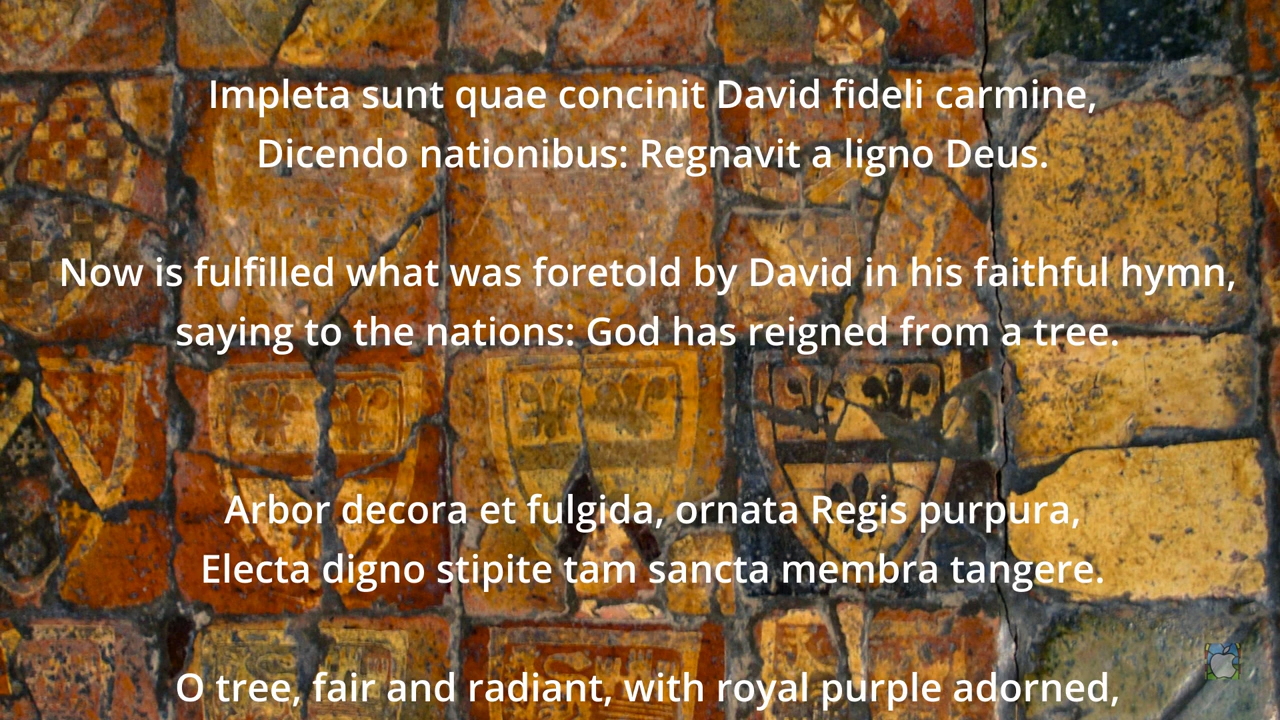 Impleta sunt quae concinit David fideli carmine,
Dicendo nationibus: Regnavit a ligno Deus.
Now is fulfilled what was foretold by David in his faithful hymn,
saying to the nations: God has reigned from a tree.
Arbor decora et fulgida, ornata Regis purpura,
Electa digno stipite tam sancta membra tangere.
O tree, fair and radiant, with royal purple adorned,